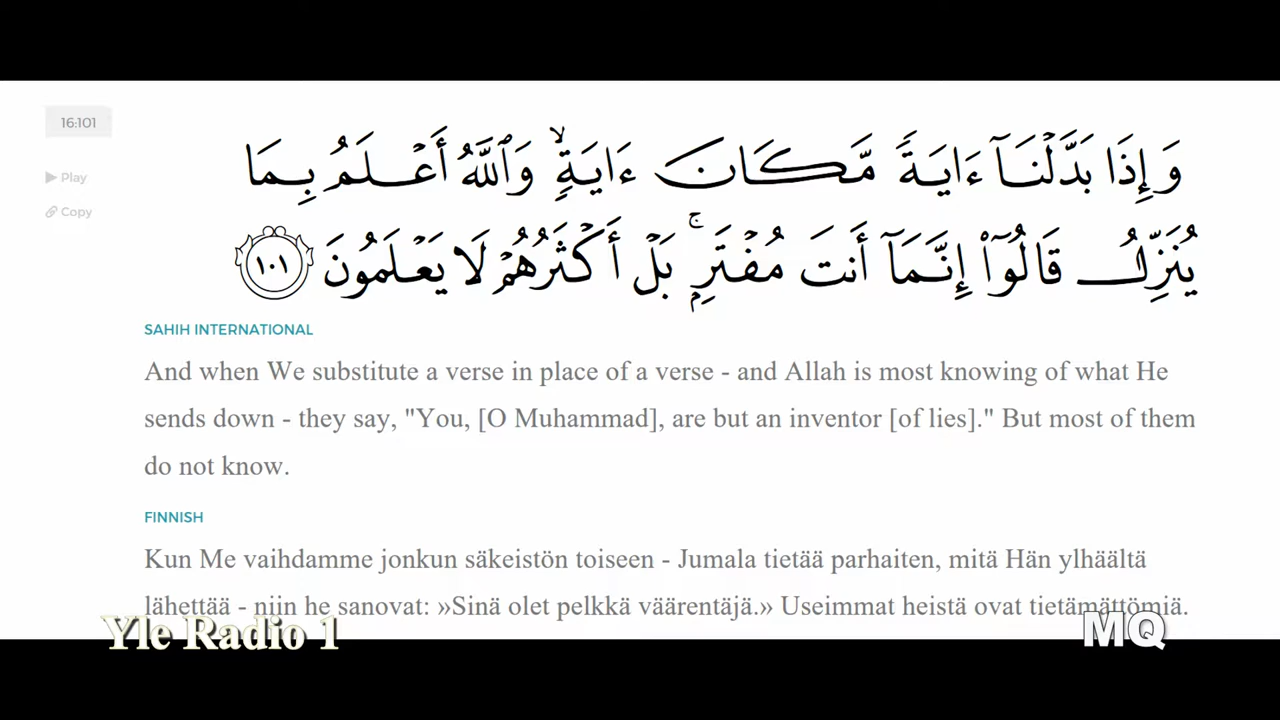 16:101
Play
Copy
وَإِذَا بَدَّلۡنَآ ءَايَةٗ مَّكَانَ ءَايَةٖۙ وَٱللَّهُ أَعۡلَمُ بِمَا
يُنَزِّلُ قَالُوٓاْ إِنَّمَآ أَنتَ مُفۡتَرِۭۚ بَلۡ أَكۡثَرُهُمۡ لَا يَعۡلَمُونَ ١٠١
SAHIH INTERNATIONAL
And when We substitute a verse in place of a verse - and Allah is most knowing of what He
sends down - they say, "You, [O Muhammad], are but an inventor [of lies]." But most of them
do not know.
FINNISH
Kun Me vaihdamme jonkun säkeistön toiseen - Jumala tietää parhaiten, mitä Hän ylhäältä
lähettää - niin he sanovat: »Sinä olet pelkkä väärentäjä.» Useimmat heistä ovat tietämättömiä.
Yle Radio 1
MQ